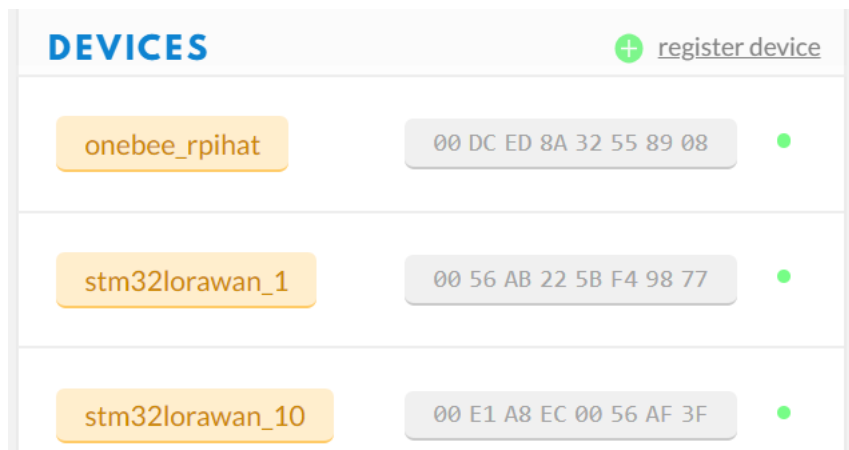 DEVICES register device
onebee_rpihat 00 DC ED 8A 32 55 89 08
stm32lorawan_1 00 56 AB 22 5B F4 98 77
stm32lorawan_10 00 E1 A8 EC 00 56 AF 3F